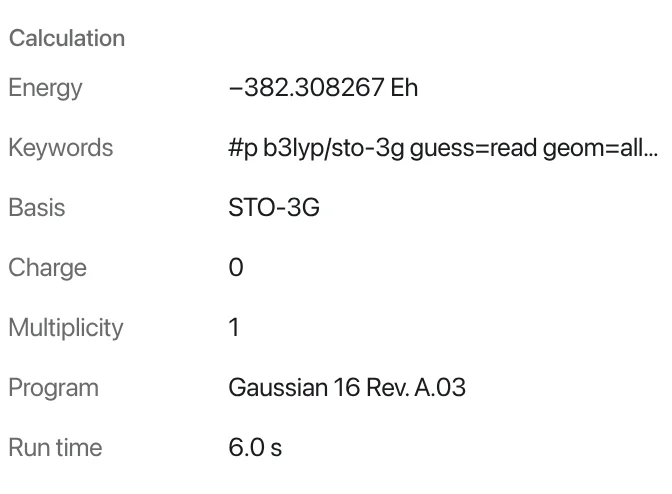 Calculation
Energy −382.308267 Eh
Keywords #p b3lyp/sto-3g guess=read geom=all...
Basis STO-3G
Charge 0
Multiplicity 1
Program Gaussian 16 Rev. A.03
Run time 6.0 s